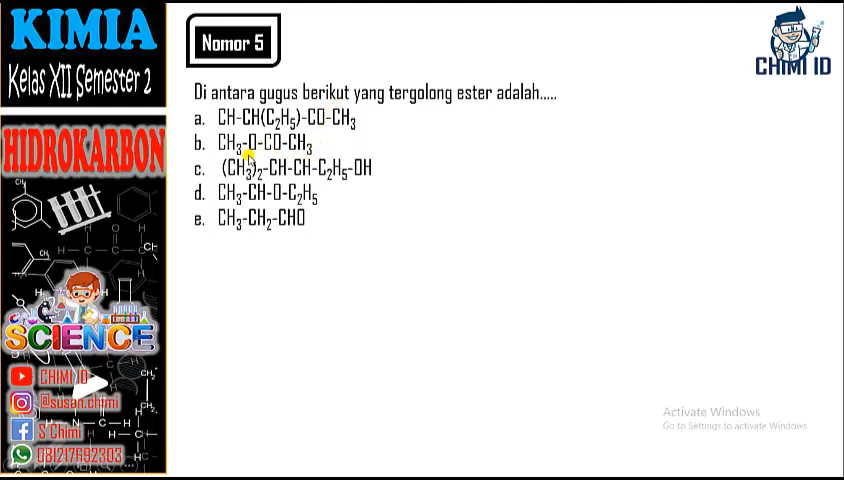 KIMIA
Kelas XII Semester 2
HIDROKARBON
SCIENCE
CHIMI ID
@susan.chimi
S Chimi
081217692303
Nomor 5
CHIMI ID
Di antara gugus berikut yang tergolong ester adalah.....
a. CH-CH(C₂H₅)-CO-CH₃
b. CH₃-O-CO-CH₃
c. (CH₃)₂-CH-CH-C₂H₅-OH
d. CH₃-CH-O-C₂H₅
e. CH₃-CH₂-CHO
Activate Windows
Go to Settings to activate Windows.